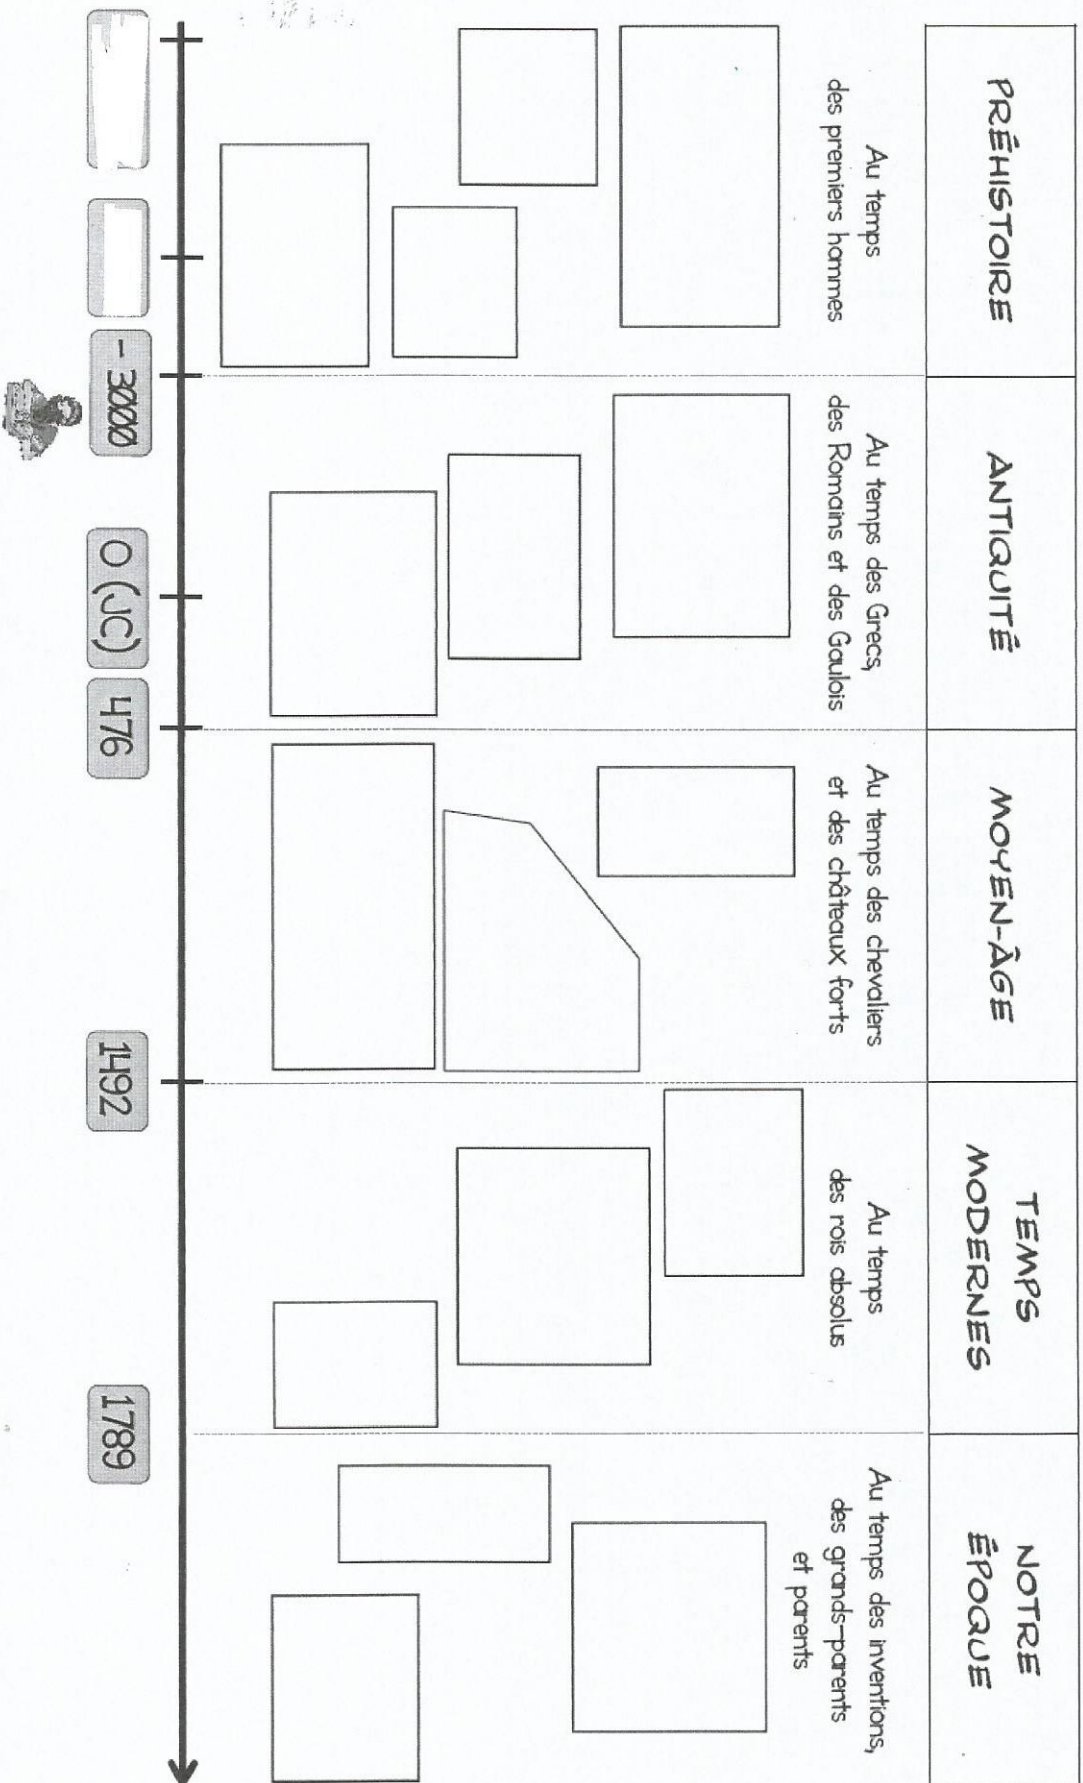 PRÉHISTOIRE
ANTIQUITÉ
MOYEN-ÂGE
TEMPS
MODERNES
NOTRE
ÉPOQUE
Au temps
des premiers hommes
Au temps des Grecs,
des Romains et des Gaulois
Au temps des chevaliers
et des châteaux forts
Au temps
des rois absolus
Au temps des inventions,
des grands-parents
et parents
- 3000
0 (JC)
476
1492
1789